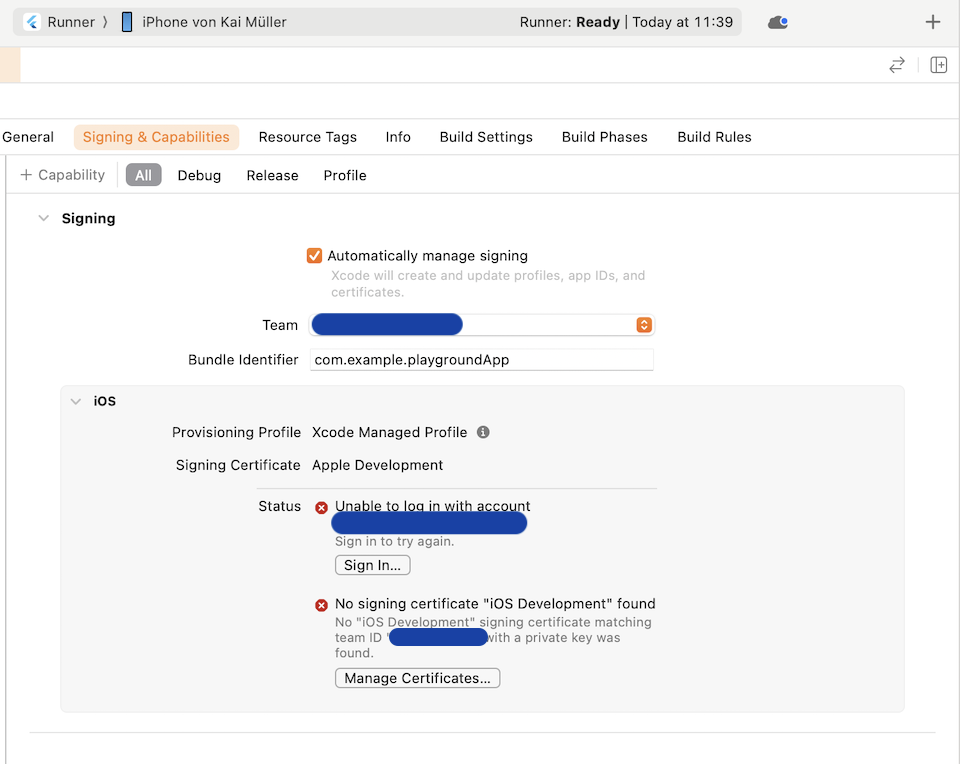 Runner 〉 iPhone von Kai Müller Runner: Ready | Today at 11:39
General Signing & Capabilities Resource Tags Info Build Settings Build Phases Build Rules
+ Capability All Debug Release Profile
Signing
Automatically manage signing
Xcode will create and update profiles, app IDs, and
certificates.
Team
Bundle Identifier com.example.playgroundApp
iOS
Provisioning Profile Xcode Managed Profile
Signing Certificate Apple Development
Status Unable to log in with account
Sign in to try again.
Sign In...
No signing certificate "iOS Development" found
No "iOS Development" signing certificate matching
team ID " with a private key was
found.
Manage Certificates...